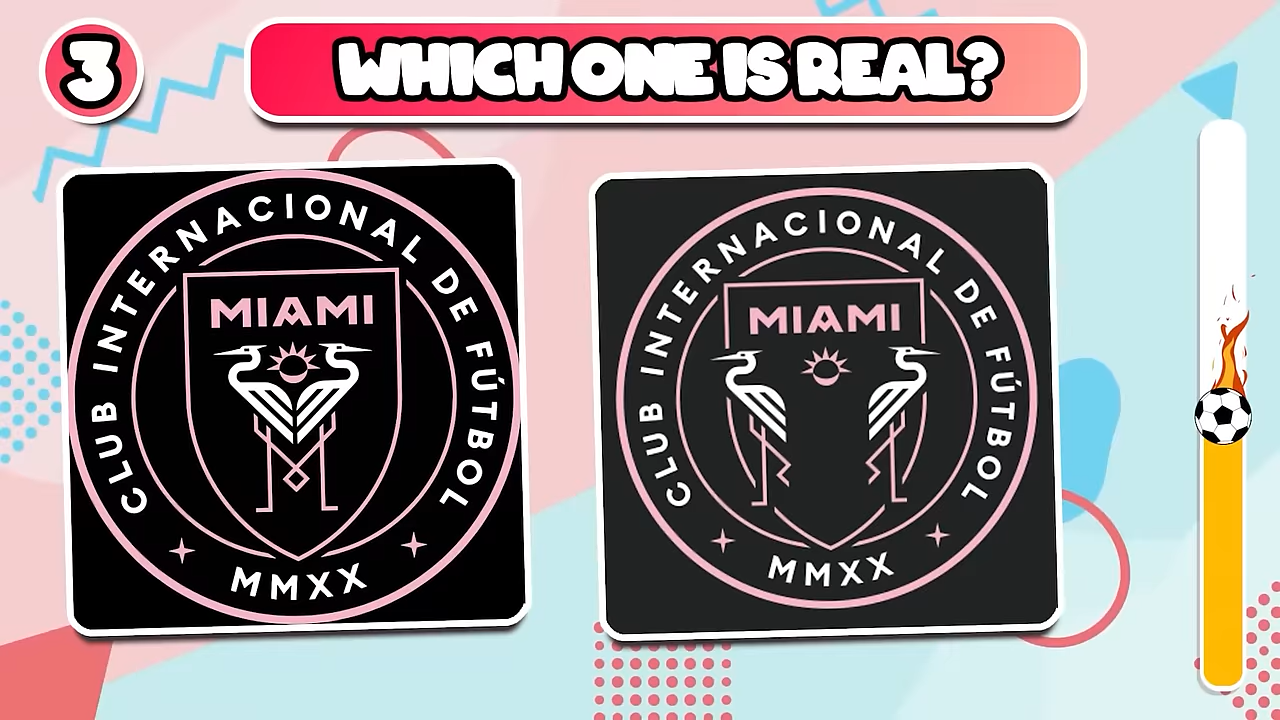 3
WHICH ONE IS REAL?
CLUB INTERNACIONAL DE FÚTBOL
MIAMI
MMXX
CLUB INTERNACIONAL DE FÚTBOL
MIAMI
MMXX